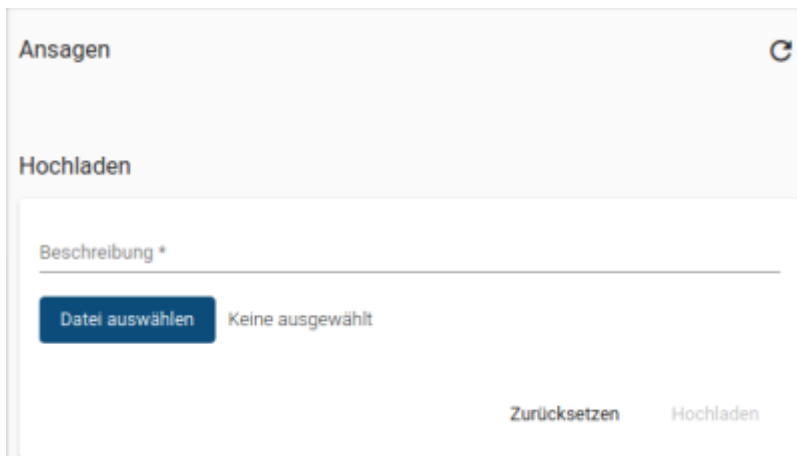 Ansagen
Hochladen
Beschreibung *
Datei auswählen Keine ausgewählt
Zurücksetzen Hochladen